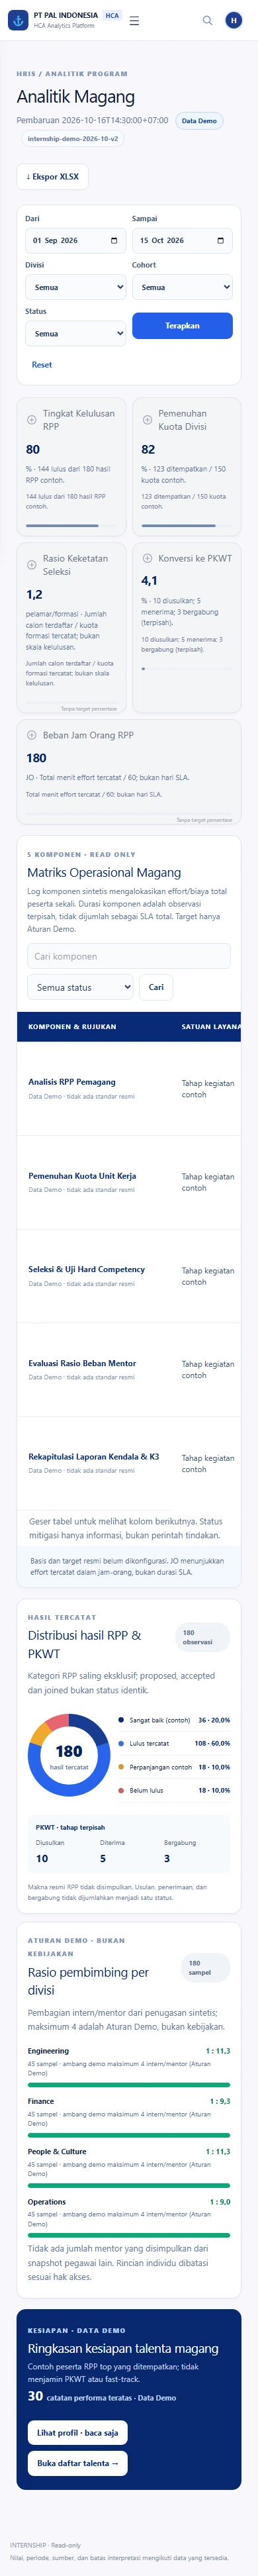 PT PAL INDONESIA HCA
HCA Analytics Platform
H
HRIS / ANALITIK PROGRAM
Analitik Magang
Pembaruan 2026-10-16T14:30:00+07:00 Data Demo
internship-demo-2026-10-v2
↓ Ekspor XLSX
Dari
Sampai
01 Sep 2026
15 Oct 2026
Divisi
Cohort
Semua
Semua
Status
Semua
Terapkan
Reset
Tingkat Kelulusan
RPP
80
% · 144 lulus dari 180 hasil
RPP contoh.
144 lulus dari 180 hasil RPP
contoh.
Pemenuhan
Kuota Divisi
82
% · 123 ditempatkan / 150
kuota contoh.
123 ditempatkan / 150 kuota
contoh.
Rasio Keketatan
Seleksi
1,2
pelamar/formasi · Jumlah
calon terdaftar / kuota
formasi tercatat; bukan
skala kelulusan.
Jumlah calon terdaftar / kuota
formasi tercatat; bukan skala
kelulusan.
Tanpa target persentase
Konversi ke PKWT
4,1
% · 10 diusulkan; 5
menerima; 3 bergabung
(terpisah).
10 diusulkan; 5 menerima; 3
bergabung (terpisah).
Beban Jam Orang RPP
180
JO · Total menit effort tercatat / 60; bukan hari SLA.
Total menit effort tercatat / 60; bukan hari SLA.
Tanpa target persentase
5 KOMPONEN · READ ONLY
Matriks Operasional Magang
Log komponen sintetis mengalokasikan effort/biaya total
peserta sekali. Durasi komponen adalah observasi
terpisah, tidak dijumlah sebagai SLA total. Target hanya
Aturan Demo.
Cari komponen
Semua status
Cari
KOMPONEN & RUJUKAN
SATUAN LAYANA
Analisis RPP Pemagang
Data Demo · tidak ada standar resmi
Tahap kegiatan
contoh
Pemenuhan Kuota Unit Kerja
Data Demo · tidak ada standar resmi
Tahap kegiatan
contoh
Seleksi & Uji Hard Competency
Data Demo · tidak ada standar resmi
Tahap kegiatan
contoh
Evaluasi Rasio Beban Mentor
Data Demo · tidak ada standar resmi
Tahap kegiatan
contoh
Rekapitulasi Laporan Kendala & K3
Data Demo · tidak ada standar resmi
Tahap kegiatan
contoh
Geser tabel untuk melihat kolom berikutnya. Status
mitigasi hanya informasi, bukan perintah tindakan.
Basis dan target resmi belum dikonfigurasi. JO menunjukkan
effort tercatat dalam jam-orang, bukan durasi SLA.
HASIL TERCATAT
Distribusi hasil RPP &
PKWT
180
observasi
Kategori RPP saling eksklusif; proposed, accepted
dan joined bukan status identik.
180
hasil tercatat
Sangat baik (contoh) 36 · 20,0%
Lulus tercatat 108 · 60,0%
Perpanjangan contoh 18 · 10,0%
Belum lulus 18 · 10,0%
PKWT · tahap terpisah
Diusulkan
Diterima
Bergabung
10
5
3
Makna resmi RPP tidak disimpulkan. Usulan, penerimaan, dan
bergabung tidak dijumlahkan menjadi satu status.
ATURAN DEMO · BUKAN
KEBIJAKAN
Rasio pembimbing per
divisi
180
sampel
Pembagian intern/mentor dari penugasan sintetis;
maksimum 4 adalah Aturan Demo, bukan kebijakan.
Engineering 1 : 11,3
45 sampel · ambang demo maksimum 4 intern/mentor (Aturan
Demo)
Finance 1 : 9,3
45 sampel · ambang demo maksimum 4 intern/mentor (Aturan
Demo)
People & Culture 1 : 11,3
45 sampel · ambang demo maksimum 4 intern/mentor (Aturan
Demo)
Operations 1 : 9,0
45 sampel · ambang demo maksimum 4 intern/mentor (Aturan
Demo)
Tidak ada jumlah mentor yang disimpulkan dari
snapshot pegawai lain. Rincian individu dibatasi
sesuai hak akses.
KESIAPAN · DATA DEMO
Ringkasan kesiapan talenta magang
Contoh peserta RPP top yang ditempatkan; tidak
menjamin PKWT atau fast-track.
30 catatan performa teratas · Data Demo
Lihat profil · baca saja
Buka daftar talenta →
INTERNSHIP · Read-only
Nilai, periode, sumber, dan batas interpretasi mengikuti data yang tersedia.